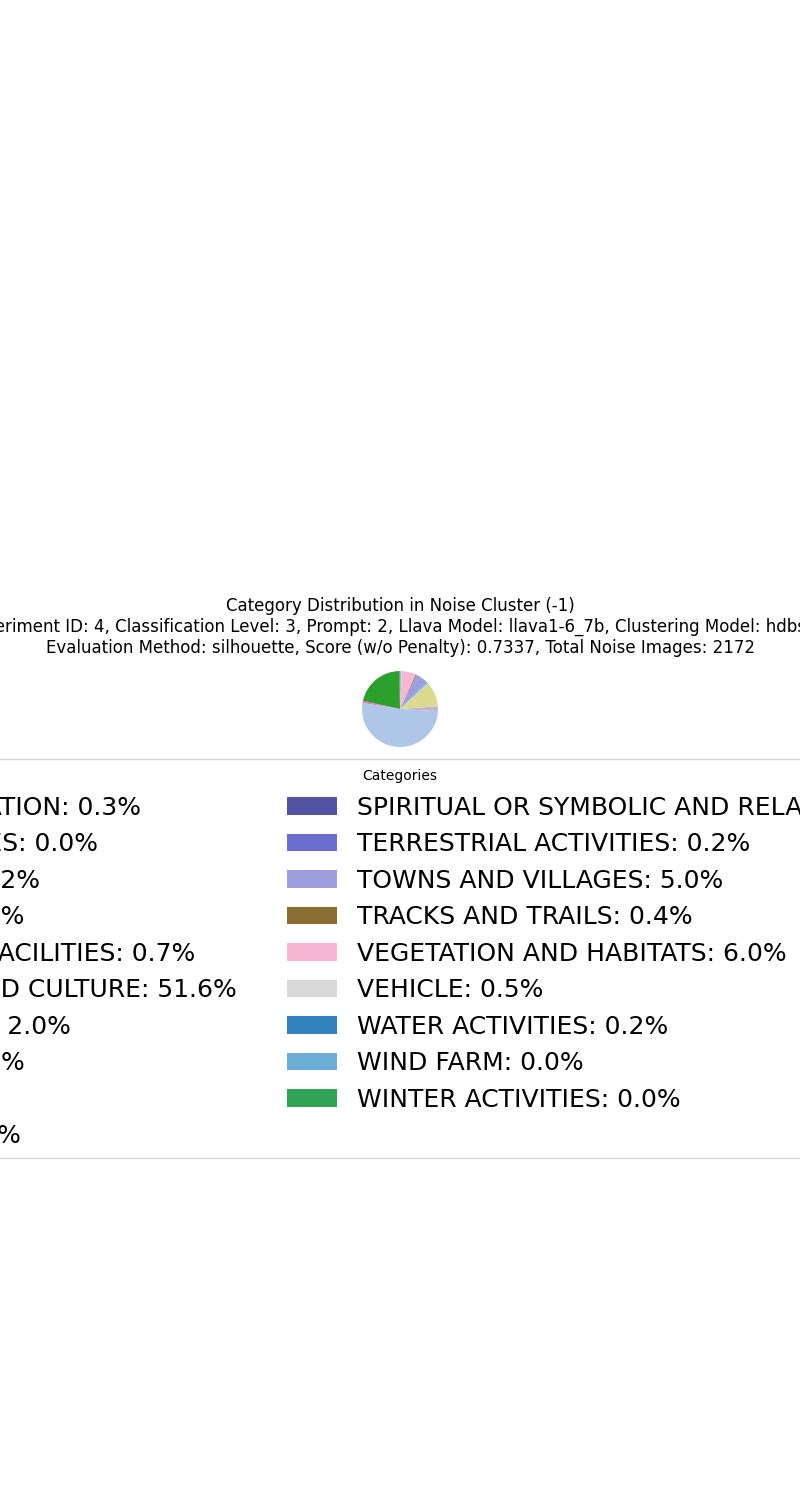 Category Distribution in Noise Cluster (-1)
eriment ID: 4, Classification Level: 3, Prompt: 2, Llava Model: llava1-6_7b, Clustering Model: hdbs
Evaluation Method: silhouette, Score (w/o Penalty): 0.7337, Total Noise Images: 2172
Categories
ATION: 0.3%
ES: 0.0%
2%
%
ACILITIES: 0.7%
D CULTURE: 51.6%
2.0%
%
%
SPIRITUAL OR SYMBOLIC AND RELA
TERRESTRIAL ACTIVITIES: 0.2%
TOWNS AND VILLAGES: 5.0%
TRACKS AND TRAILS: 0.4%
VEGETATION AND HABITATS: 6.0%
VEHICLE: 0.5%
WATER ACTIVITIES: 0.2%
WIND FARM: 0.0%
WINTER ACTIVITIES: 0.0%